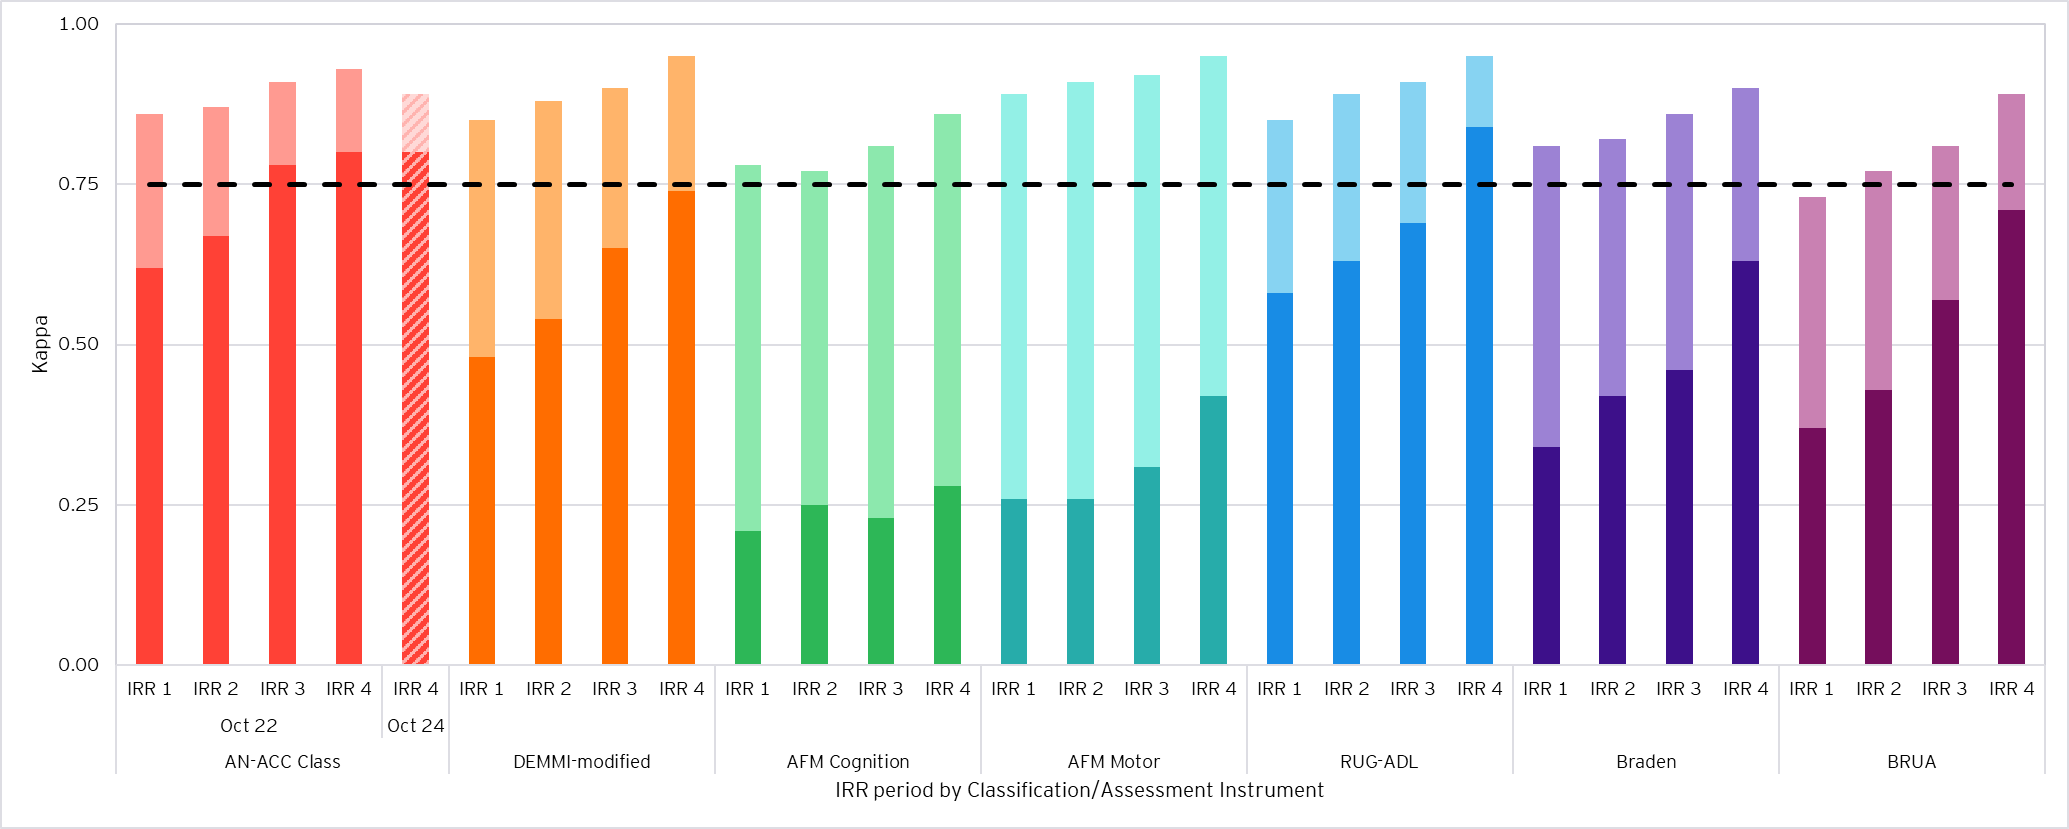 1.00
0.75
0.50
0.25
0.00
Kappa
IRR 1 IRR 2 IRR 3 IRR 4 IRR 4 IRR 1 IRR 2 IRR 3 IRR 4 IRR 1 IRR 2 IRR 3 IRR 4 IRR 1 IRR 2 IRR 3 IRR 4 IRR 1 IRR 2 IRR 3 IRR 4 IRR 1 IRR 2 IRR 3 IRR 4 IRR 1 IRR 2 IRR 3 IRR 4
Oct 22 Oct 24
AN-ACC Class DEMMI-modified AFM Cognition AFM Motor RUG-ADL Braden BRUA
IRR period by Classification/Assessment Instrument